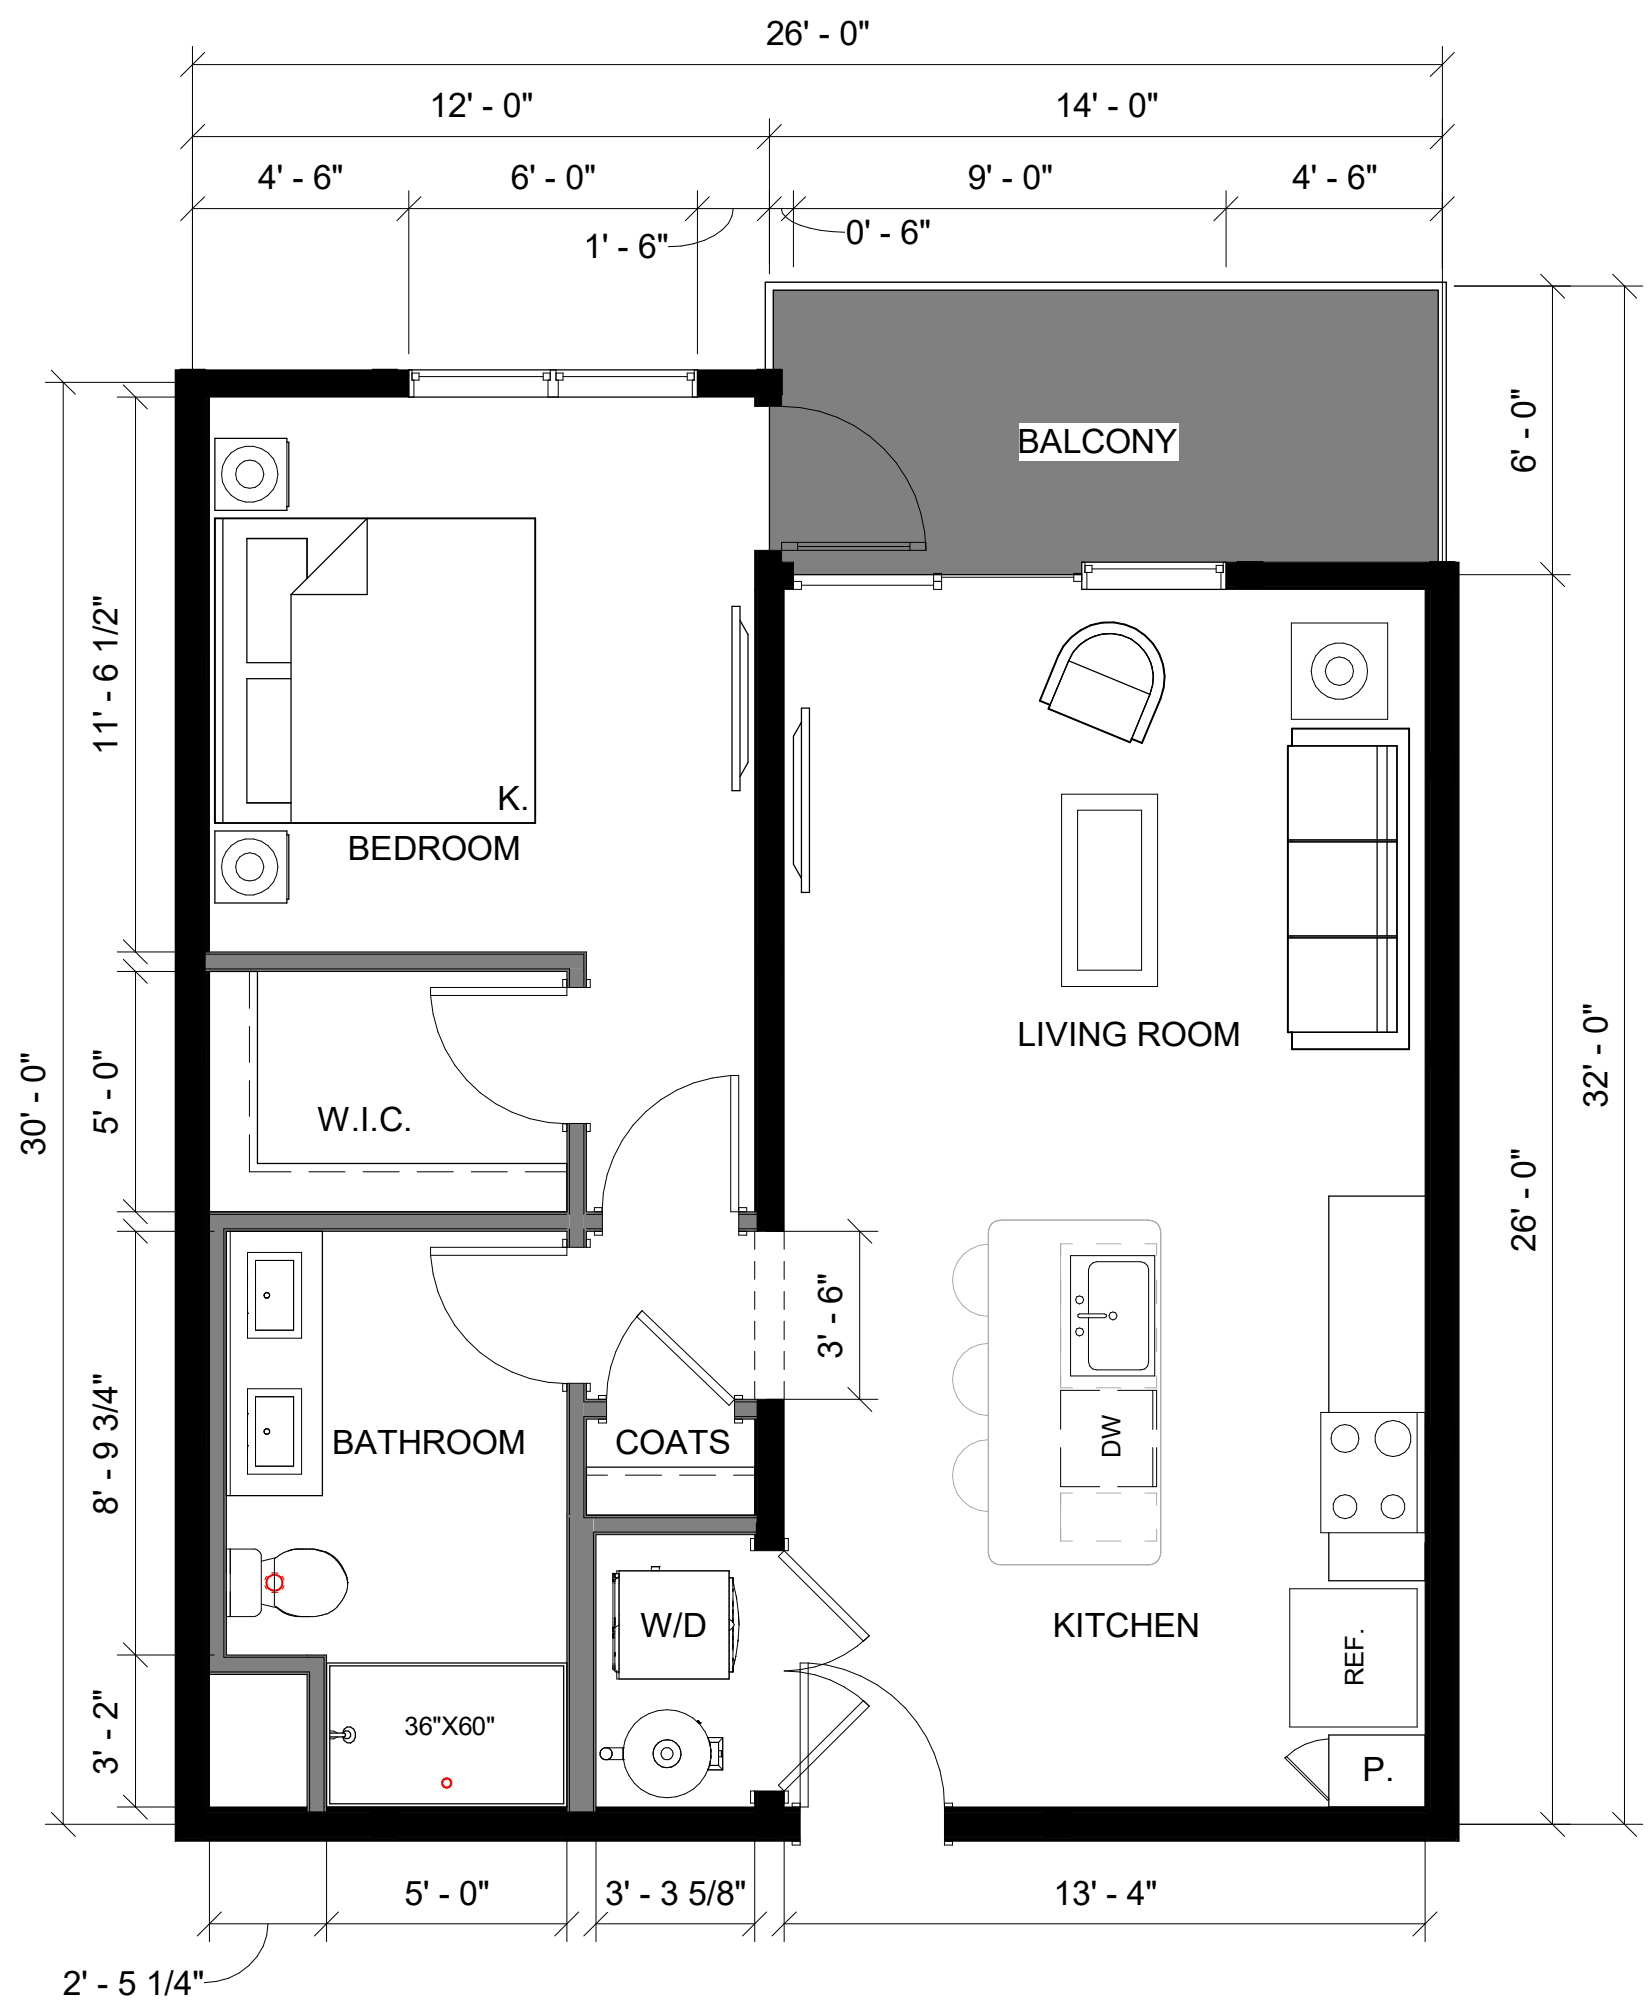 26' - 0"
12' - 0"
14' - 0"
4' - 6"
6' - 0"
9' - 0"
4' - 6"
1' - 6"
0' - 6"
BALCONY
6' - 0"
11' - 6 1/2"
K.
BEDROOM
LIVING ROOM
32' - 0"
30' - 0"
5' - 0"
W.I.C.
26' - 0"
3' - 6"
8' - 9 3/4"
BATHROOM
COATS
DW
W/D
KITCHEN
REF.
3' - 2"
36"X60"
P.
5' - 0"
3' - 3 5/8"
13' - 4"
2' - 5 1/4"